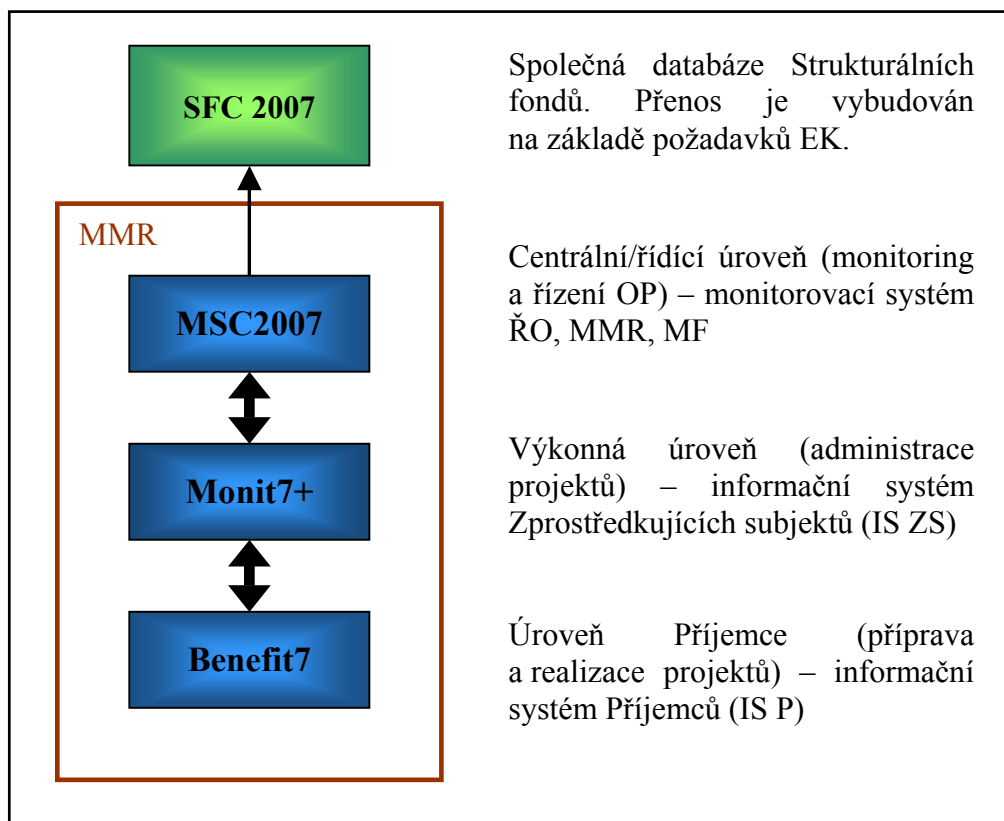 SFC 2007
Společná databáze Strukturálních
fondů. Přenos je vybudován
na základě požadavků EK.
MMR
MSC2007
Centrální/řídící úroveň (monitoring
a řízení OP) – monitorovací systém
ŘO, MMR, MF
Monit7+
Výkonná úroveň (administrace
projektů) – informační systém
Zprostředkujících subjektů (IS ZS)
Benefit7
Úroveň Příjemce (příprava
a realizace projektů) – informační
systém Příjemců (IS P)